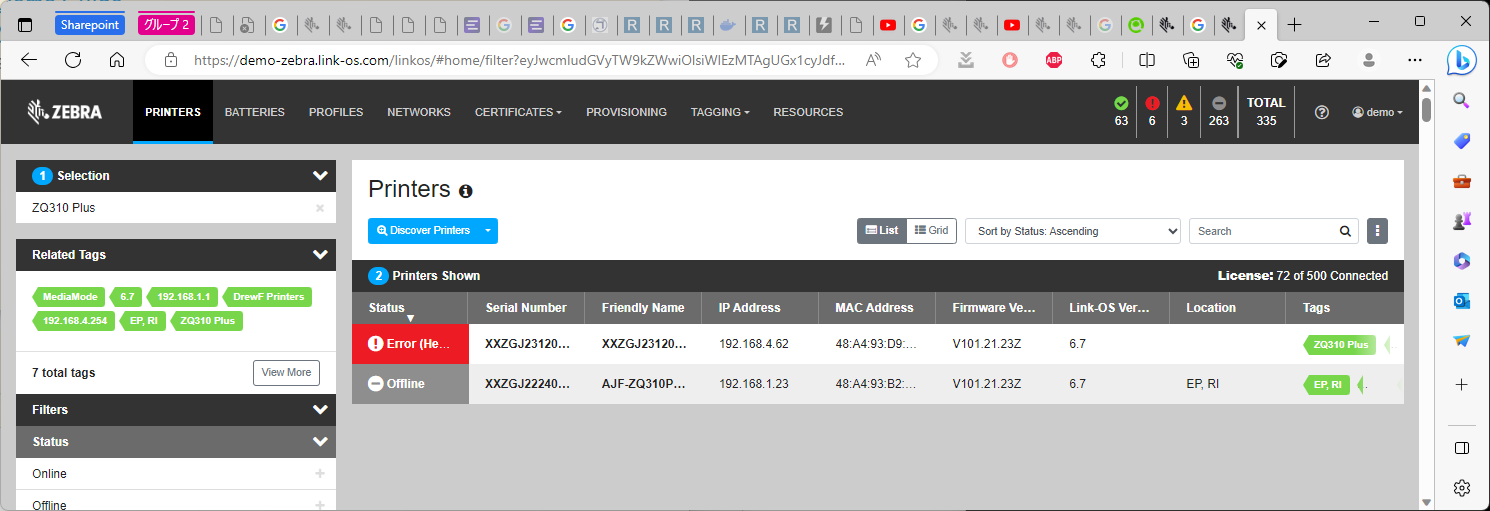 Sharepoint グループ 2
https://demo-zebra.link-os.com/linkos/#home/filter?eyJwcmludGVyTW9kZWwiOlsiWlEzMTAgUGx1cyJdf...
ABP
ZEBRA PRINTERS BATTERIES PROFILES NETWORKS CERTIFICATES PROVISIONING TAGGING RESOURCES 63 6 3 263 TOTAL 335 demo
1 Selection
ZQ310 Plus
Related Tags
MediaMode 6.7 192.168.1.1 DrewF Printers
192.168.4.254 EP, RI ZQ310 Plus
7 total tags View More
Filters
Status
Online
Offline
Printers
Discover Printers List Grid Sort by Status: Ascending Search
2 Printers Shown License: 72 of 500 Connected
Status Serial Number Friendly Name IP Address MAC Address Firmware Ve... Link-OS Ver... Location Tags
Error (He... XXZGJ23120... XXZGJ23120... 192.168.4.62 48:A4:93:D9:... V101.21.23Z 6.7 ZQ310 Plus
Offline XXZGJ22240... AJF-ZQ310P... 192.168.1.23 48:A4:93:B2:... V101.21.23Z 6.7 EP, RI EP, RI